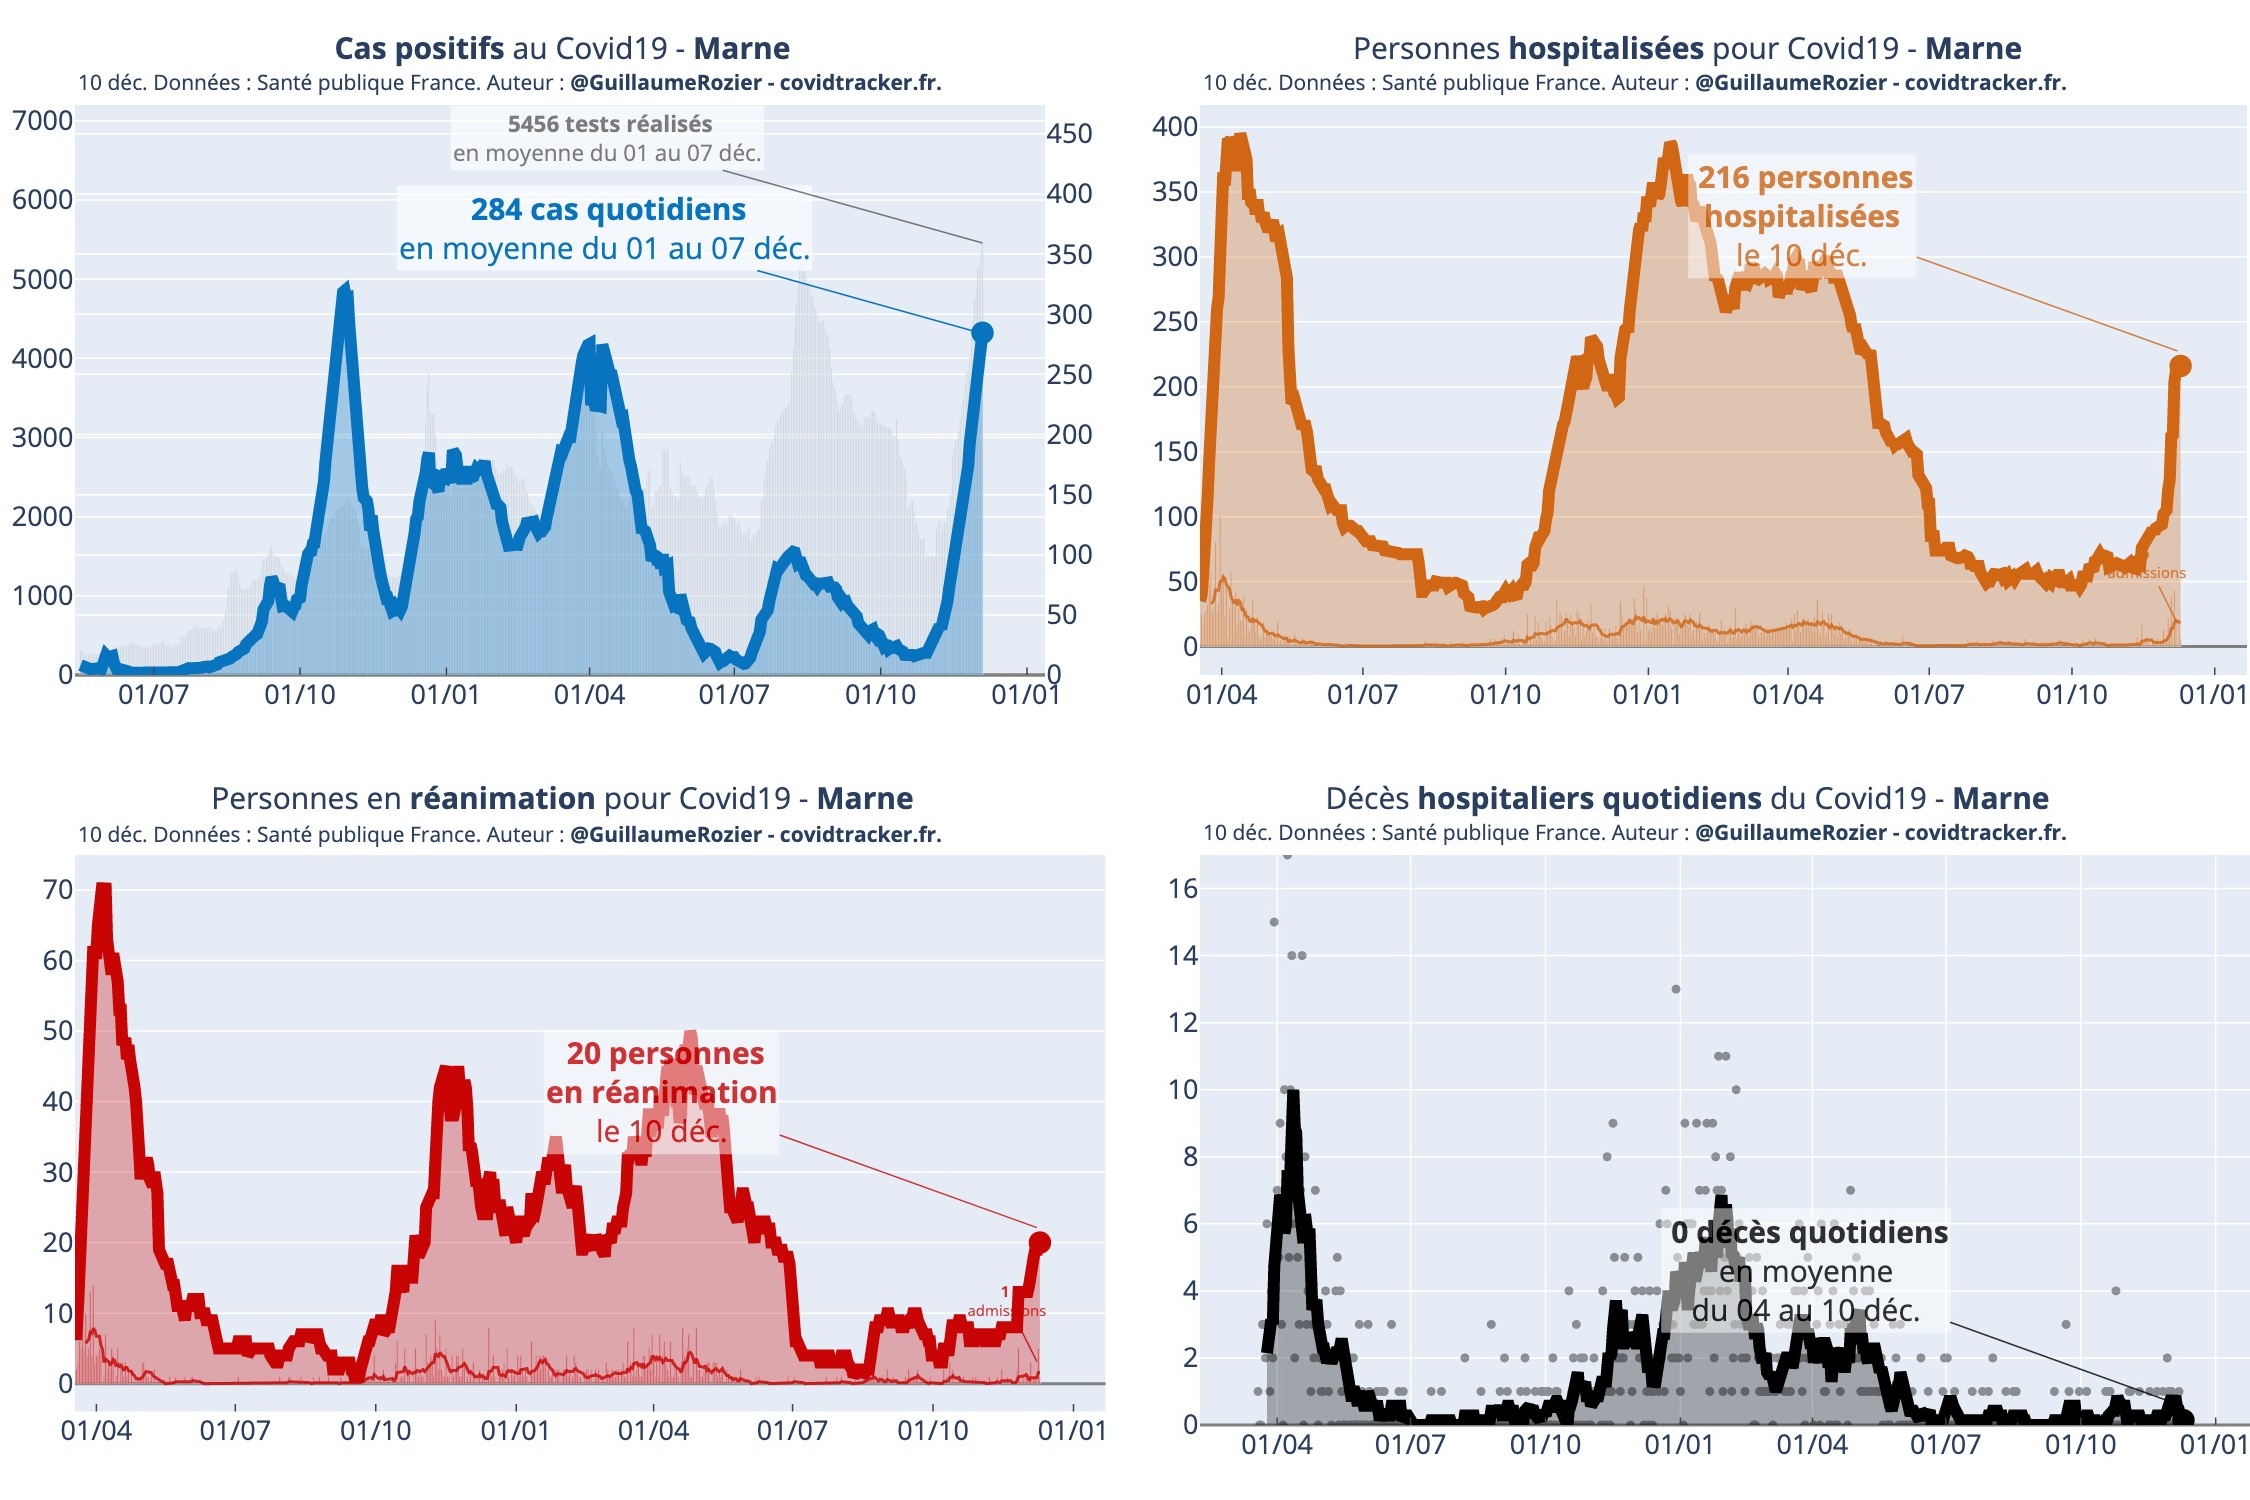 Cas positifs au Covid19 - Marne
10 déc. Données : Santé publique France. Auteur : @GuillaumeRozier - covidtracker.fr.
5456 tests réalisés
en moyenne du 01 au 07 déc.
284 cas quotidiens
en moyenne du 01 au 07 déc.
7000
6000
5000
4000
3000
2000
1000
0
450
400
350
300
250
200
150
100
50
0
01/07 01/10 01/01 01/04 01/07 01/10 01/01
Personnes hospitalisées pour Covid19 - Marne
10 déc. Données : Santé publique France. Auteur : @GuillaumeRozier - covidtracker.fr.
216 personnes
hospitalisées
le 10 déc.
admissions
400
350
300
250
200
150
100
50
0
01/04 01/07 01/10 01/01 01/04 01/07 01/10 01/01
Personnes en réanimation pour Covid19 - Marne
10 déc. Données : Santé publique France. Auteur : @GuillaumeRozier - covidtracker.fr.
20 personnes
en réanimation
le 10 déc.
1
admissions
70
60
50
40
30
20
10
0
01/04 01/07 01/10 01/01 01/04 01/07 01/10 01/01
Décès hospitaliers quotidiens du Covid19 - Marne
10 déc. Données : Santé publique France. Auteur : @GuillaumeRozier - covidtracker.fr.
0 décès quotidiens
en moyenne
du 04 au 10 déc.
16
14
12
10
8
6
4
2
0
01/04 01/07 01/10 01/01 01/04 01/07 01/10 01/01